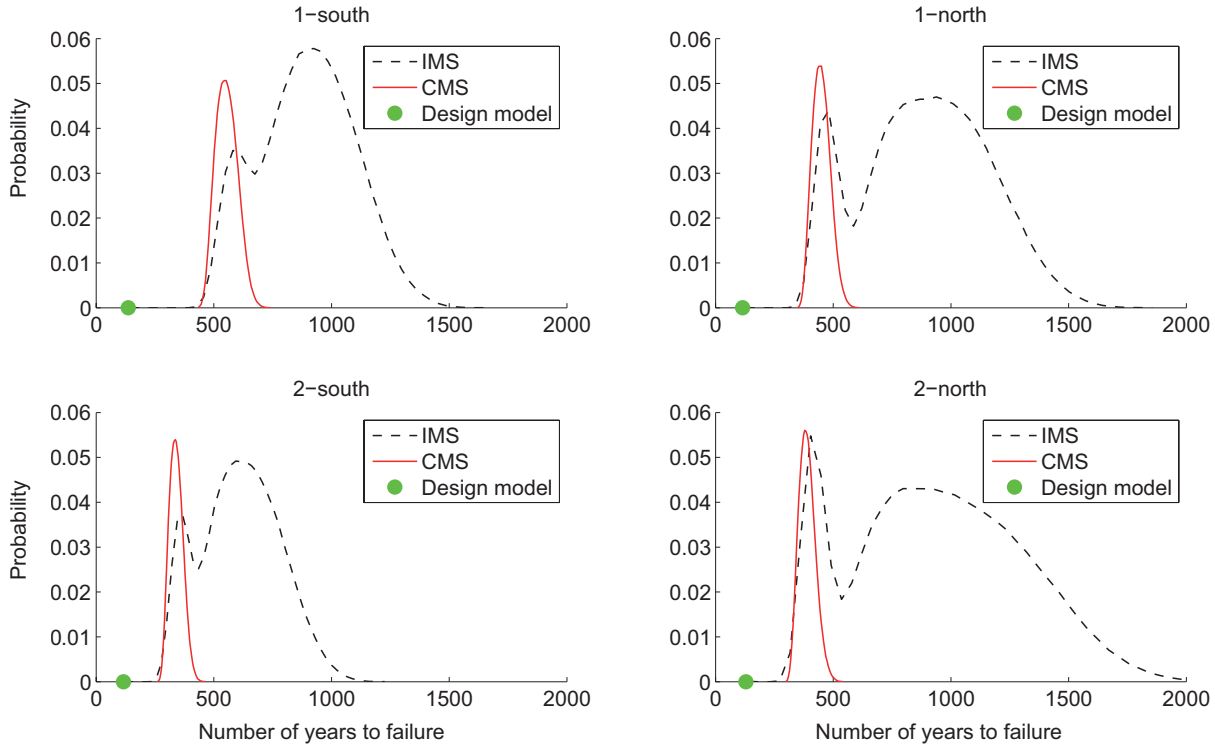 1−south
Probability
0.06
0.05
0.04
0.03
0.02
0.01
0
0 500 1000 1500 2000
IMS
CMS
Design model
1−north
0.06
0.05
0.04
0.03
0.02
0.01
0
0 500 1000 1500 2000
IMS
CMS
Design model
2−south
Probability
0.06
0.05
0.04
0.03
0.02
0.01
0
0 500 1000 1500 2000
Number of years to failure
IMS
CMS
Design model
2−north
0.06
0.05
0.04
0.03
0.02
0.01
0
0 500 1000 1500 2000
Number of years to failure
IMS
CMS
Design model